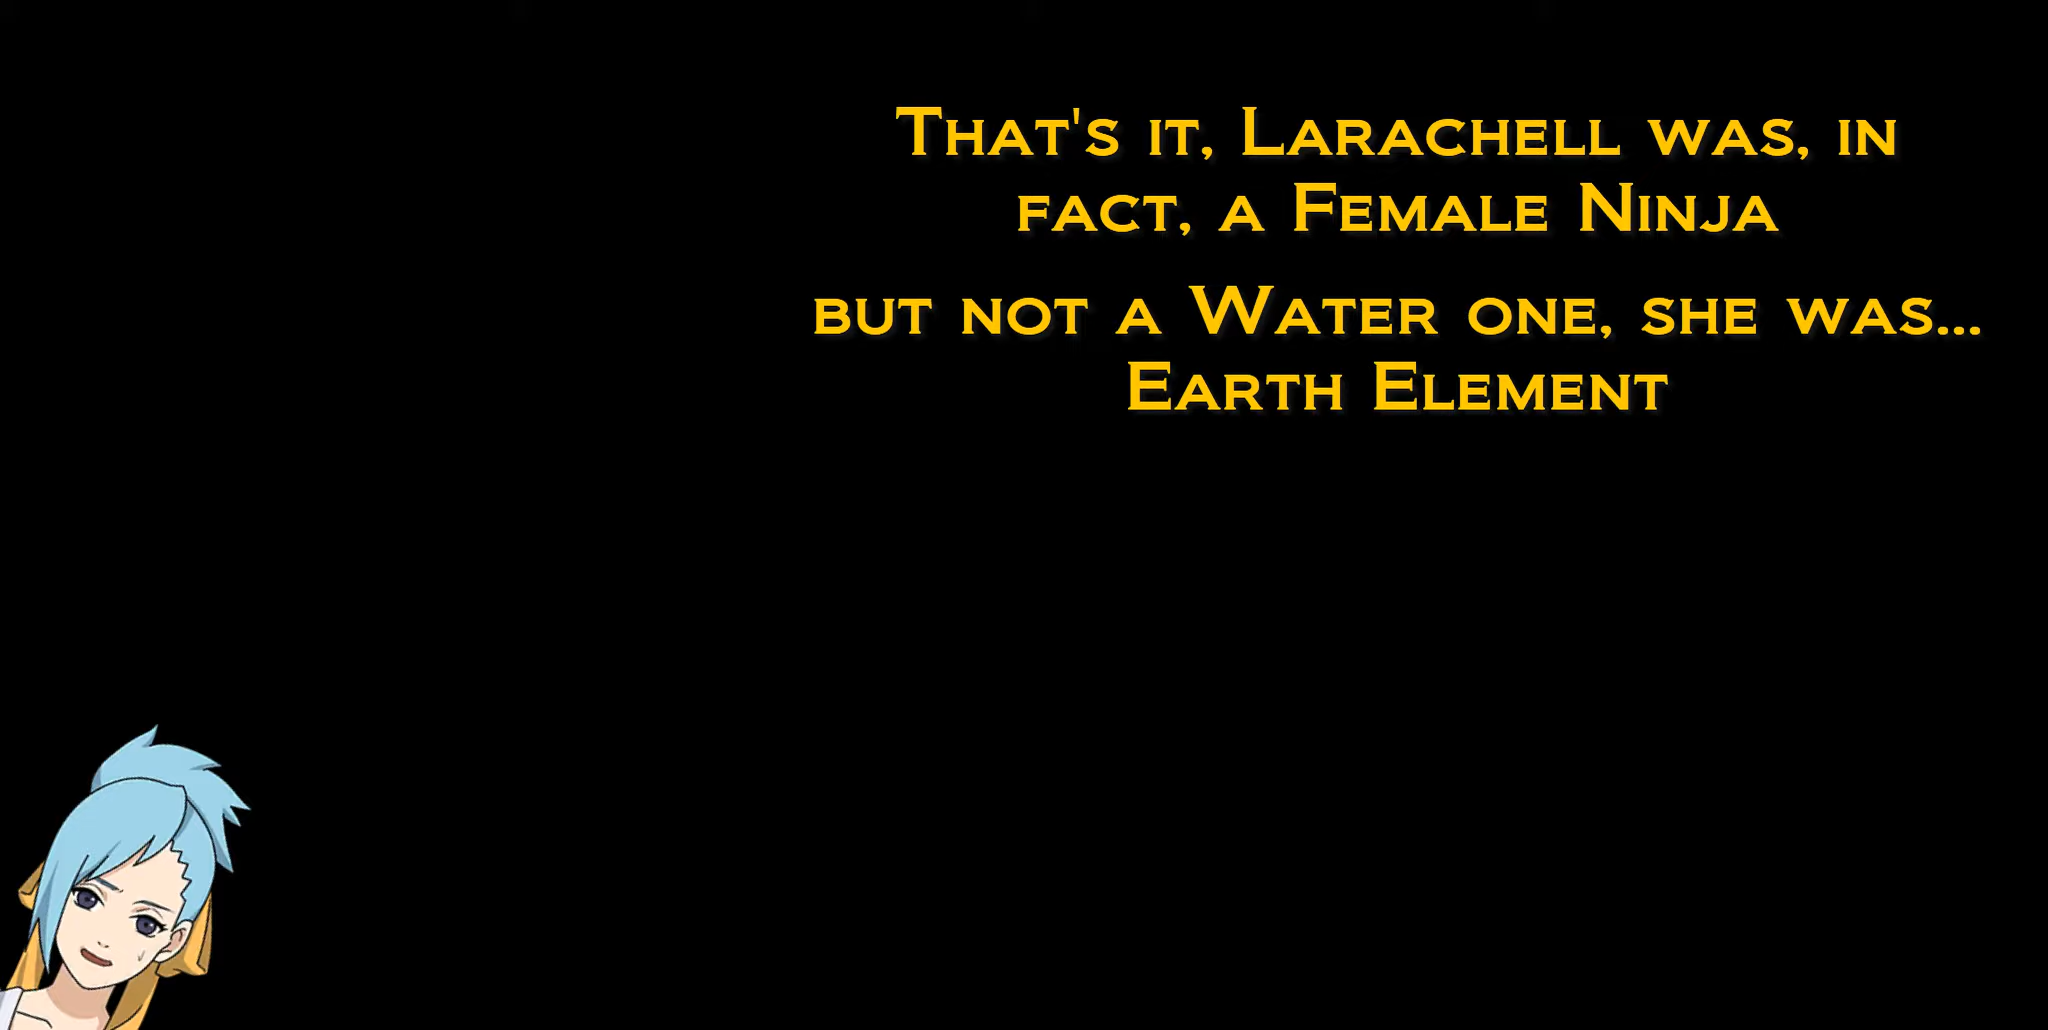 That's it, Larachell was, in
fact, a Female Ninja
but not a Water one, she was...
Earth Element